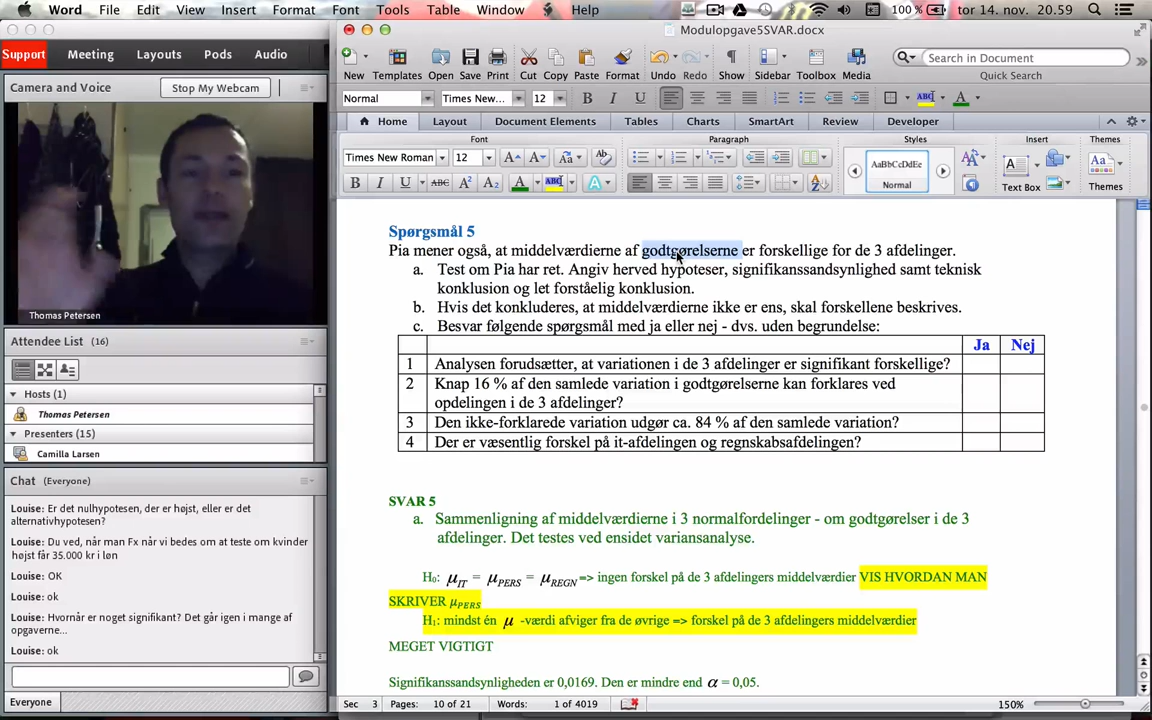 Word File Edit View Insert Format Font Tools Table Window Help 100 % tor 14. nov. 20.59
Modulopgave5SVAR.docx
Support Meeting Layouts Pods Audio
New Templates Open Save Print Cut Copy Paste Format Undo Redo Show Sidebar Toolbox Media
Search in Document
Quick Search
Camera and Voice
Stop My Webcam
Normal Times New... 12 B I U ABC A
Home Layout Document Elements Tables Charts SmartArt Review Developer
Font Paragraph Styles Insert Themes
Times New Roman 12 A A Aa
AaBbCcDdEe
Normal
A
Text Box
Aa
Themes
B I U ABC A² A₂ A ABC A
Thomas Petersen
Attendee List (16)
Hosts (1)
Thomas Petersen
Presenters (15)
Camilla Larsen
Chat (Everyone)
Louise: Er det nulhypotesen, der er højst, eller er det
alternativhypotesen?
Louise: Du ved, når man Fx når vi bedes om at teste om kvinder
højst får 35.000 kr i løn
Louise: OK
Louise: ok
Louise: Hvornår er noget signifikant? Det går igen i mange af
opgaverne...
Louise: ok
Everyone
Spørgsmål 5
Pia mener også, at middelværdierne af godtgørelserne er forskellige for de 3 afdelinger.
a. Test om Pia har ret. Angiv herved hypoteser, signifikanssandsynlighed samt teknisk
konklusion og let forståelig konklusion.
b. Hvis det konkluderes, at middelværdierne ikke er ens, skal forskellene beskrives.
c. Besvar følgende spørgsmål med ja eller nej - dvs. uden begrundelse:
Ja Nej
1 Analysen forudsætter, at variationen i de 3 afdelinger er signifikant forskellige?
2 Knap 16 % af den samlede variation i godtgørelserne kan forklares ved
opdelingen i de 3 afdelinger?
3 Den ikke-forklarede variation udgør ca. 84 % af den samlede variation?
4 Der er væsentlig forskel på it-afdelingen og regnskabsafdelingen?
SVAR 5
a. Sammenligning af middelværdierne i 3 normalfordelinger - om godtgørelser i de 3
afdelinger. Det testes ved ensidet variansanalyse.
H₀: μIT = μPERS = μREGN => ingen forskel på de 3 afdelingers middelværdier VIS HVORDAN MAN
SKRIVER μPERS
H₁: mindst én μ -værdi afviger fra de øvrige => forskel på de 3 afdelingers middelværdier
MEGET VIGTIGT
Signifikanssandsynligheden er 0,0169. Den er mindre end α = 0,05.
Sec 3 Pages: 10 of 21 Words: 1 of 4019 150%